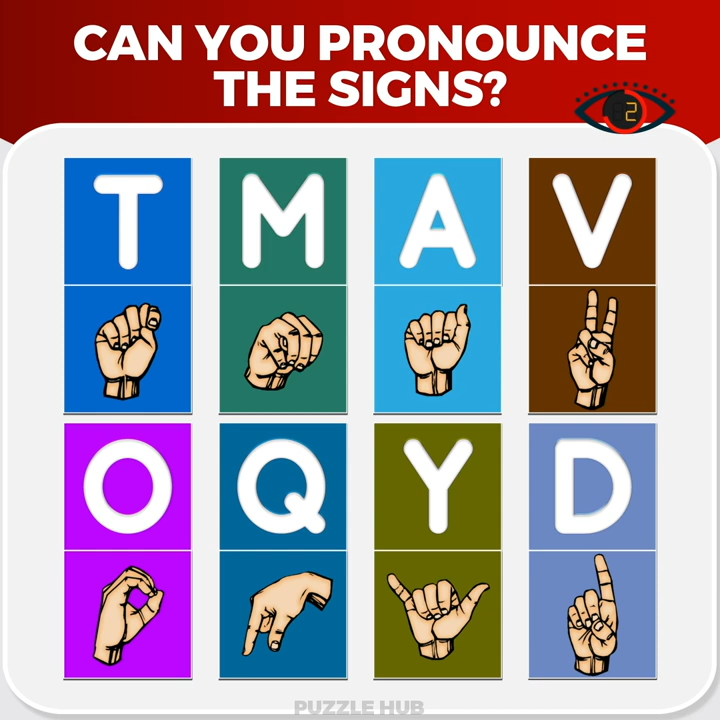 CAN YOU PRONOUNCE
THE SIGNS?
2
T M A V
O Q Y D
PUZZLE HUB